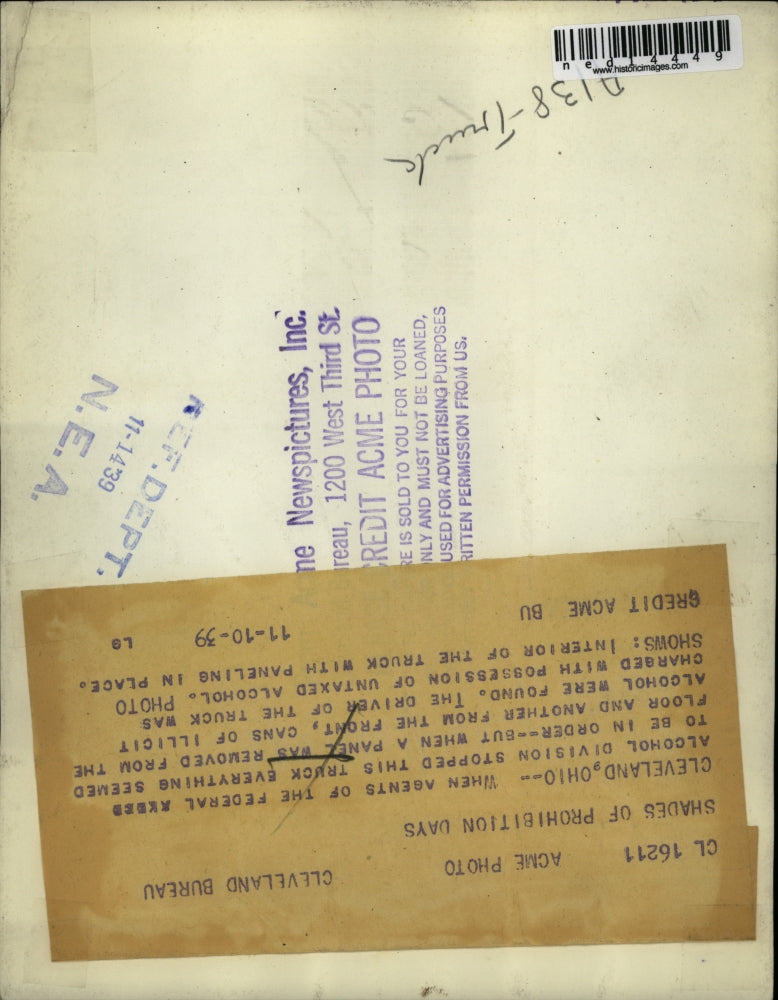 ned14449
www.historicimages.com
A138-Truck
Newspictures, Inc.
1200 West Third St.
CREDIT ACME PHOTO
RE IS SOLD TO YOU FOR YOUR
NLY AND MUST NOT BE LOANED,
USED FOR ADVERTISING PURPOSES
RITTEN PERMISSION FROM US.
REF. DEPT.
11-14-39
N.E.A.
CL 16211 ACME PHOTO CLEVELAND BUREAU
SHADES OF PROHIBITION DAYS
CLEVELAND, OHIO-- WHEN AGENTS OF THE FEDERAL
ALCOHOL DIVISION STOPPED THIS TRUCK EVERYTHING SEEMED
TO BE IN ORDER--BUT WHEN A PANEL WAS REMOVED FROM THE
FLOOR AND ANOTHER FROM THE FRONT, CANS OF ILLICIT
ALCOHOL WERE FOUND. THE DRIVER OF THE TRUCK WAS
CHARGED WITH POSSESSION OF UNTAXED ALCOHOL. PHOTO
SHOWS: INTERIOR OF THE TRUCK WITH PANELING IN PLACE.
CREDIT ACME BU 11-10-39 LG